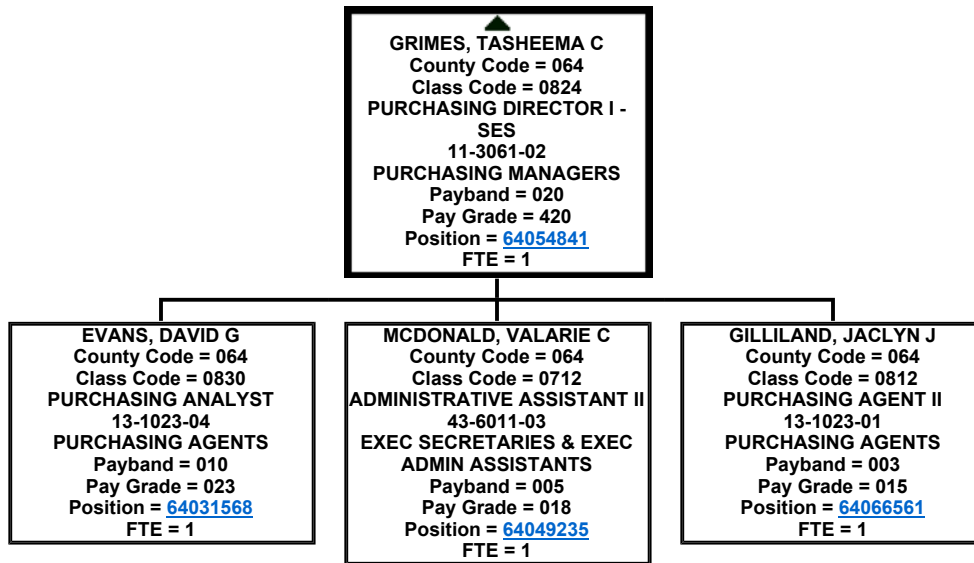 GRIMES, TASHEEMA C
County Code = 064
Class Code = 0824
PURCHASING DIRECTOR I -
SES
11-3061-02
PURCHASING MANAGERS
Payband = 020
Pay Grade = 420
Position = 64054841
FTE = 1
EVANS, DAVID G
County Code = 064
Class Code = 0830
PURCHASING ANALYST
13-1023-04
PURCHASING AGENTS
Payband = 010
Pay Grade = 023
Position = 64031568
FTE = 1
MCDONALD, VALARIE C
County Code = 064
Class Code = 0712
ADMINISTRATIVE ASSISTANT II
43-6011-03
EXEC SECRETARIES & EXEC
ADMIN ASSISTANTS
Payband = 005
Pay Grade = 018
Position = 64049235
FTE = 1
GILLILAND, JACLYN J
County Code = 064
Class Code = 0812
PURCHASING AGENT II
13-1023-01
PURCHASING AGENTS
Payband = 003
Pay Grade = 015
Position = 64066561
FTE = 1